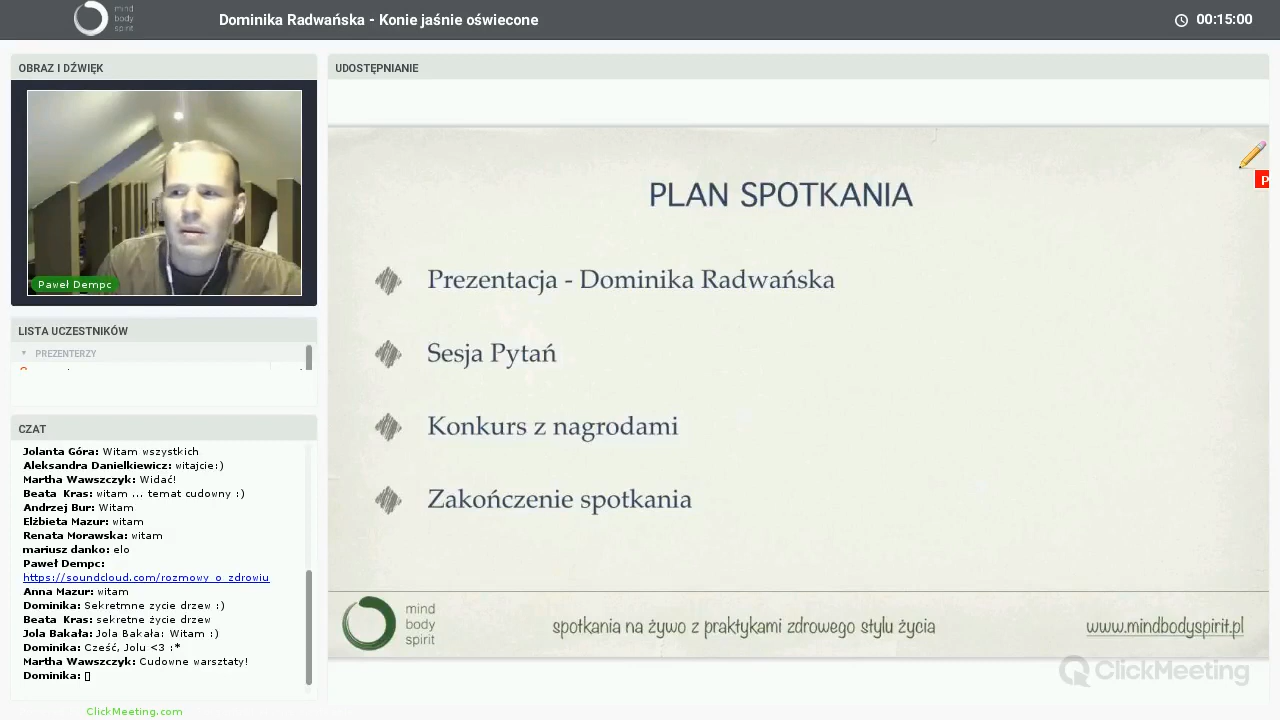 mind
body
spirit
Dominika Radwańska - Konie jaśnie oświecone
00:15:00
OBRAZ I DŹWIĘK
Paweł Dempc
LISTA UCZESTNIKÓW
PREZENTERZY
CZAT
Jolanta Góra: Witam wszystkich
Aleksandra Danielkiewicz: witajcie:)
Martha Wawszczyk: Widać!
Beata Kras: witam ... temat cudowny :)
Andrzej Bur: Witam
Elżbieta Mazur: witam
Renata Morawska: witam
mariusz danko: elo
Paweł Dempc:
https://soundcloud.com/rozmowy_o_zdrowiu
Anna Mazur: witam
Dominika: Sekretmne zycie drzew :)
Beata Kras: sekretne życie drzew
Jola Bakała: Jola Bakała: Witam :)
Dominika: Cześć, Jolu <3 :*
Martha Wawszczyk: Cudowne warsztaty!
Dominika:
ClickMeeting.com
UDOSTĘPNIANIE
P
PLAN SPOTKANIA
Prezentacja - Dominika Radwańska
Sesja Pytań
Konkurs z nagrodami
Zakończenie spotkania
mind
body
spirit
spotkania na żywo z praktykami zdrowego stylu życia
www.mindbodyspirit.pl
ClickMeeting